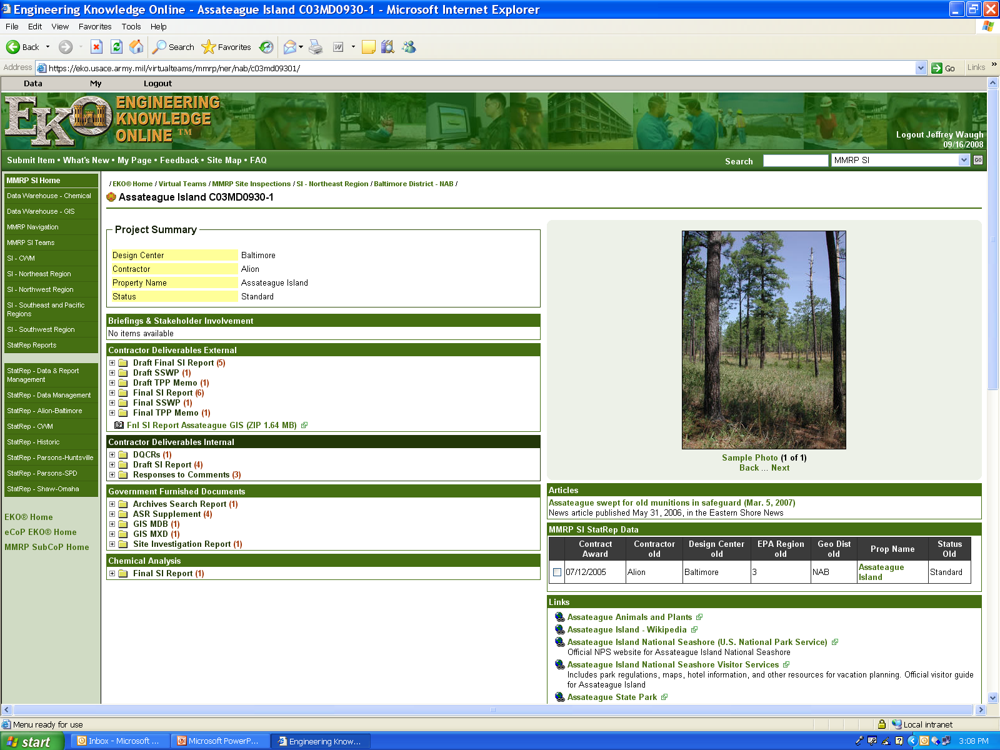 Engineering Knowledge Online - Assateague Island C03MD0930-1 - Microsoft Internet Explorer
File Edit View Favorites Tools Help
Back Search Favorites
Address https://eko.usace.army.mil/virtualteams/mmrp/ner/nab/c03md09301/ Go Links »
Data My Logout
EKO ENGINEERING
KNOWLEDGE
ONLINE ™
Logout Jeffrey Waugh
09/16/2008
Submit Item • What's New • My Page • Feedback • Site Map • FAQ
Search MMRP SI GO
MMRP SI Home
Data Warehouse - Chemical
Data Warehouse - GIS
MMRP Navigation
MMRP SI Teams
SI - CWM
SI - Northeast Region
SI - Northwest Region
SI - Southeast and Pacific
Regions
SI - Southwest Region
StatRep Reports
StatRep - Data & Report
Management
StatRep - Data Management
StatRep - Alion-Baltimore
StatRep - CWM
StatRep - Historic
StatRep - Parsons-Huntsville
StatRep - Parsons-SPD
StatRep - Shaw-Omaha
EKO® Home
eCoP EKO® Home
MMRP SubCoP Home
/ EKO® Home / Virtual Teams / MMRP Site Inspections / SI - Northeast Region / Baltimore District - NAB /
Assateague Island C03MD0930-1
Project Summary
Design Center Baltimore
Contractor Alion
Property Name Assateague Island
Status Standard
Briefings & Stakeholder Involvement
No items available
Contractor Deliverables External
Draft Final SI Report (5)
Draft SSWP (1)
Draft TPP Memo (1)
Final SI Report (6)
Final SSWP (1)
Final TPP Memo (1)
Fnl SI Report Assateague GIS (ZIP 1.64 MB)
Contractor Deliverables Internal
DQCRs (1)
Draft SI Report (4)
Responses to Comments (3)
Government Furnished Documents
Archives Search Report (1)
ASR Supplement (4)
GIS MDB (1)
GIS MXD (1)
Site Investigation Report (1)
Chemical Analysis
Final SI Report (1)
Sample Photo (1 of 1)
Back ... Next
Articles
Assateague swept for old munitions in safeguard (Mar. 5, 2007)
News article published May 31, 2006, in the Eastern Shore News
MMRP SI StatRep Data
Contract Award Contractor old Design Center old EPA Region old Geo Dist old Prop Name Status Old
07/12/2005 Alion Baltimore 3 NAB Assateague Island Standard
Links
Assateague Animals and Plants
Assateague Island - Wikipedia
Assateague Island National Seashore (U.S. National Park Service)
Official NPS website for Assateague Island National Seashore
Assateague Island National Seashore Visitor Services
Includes park regulations, maps, hotel information, and other resources for vacation planning. Official visitor guide
for Assateague Island
Assateague State Park
Menu ready for use Local intranet
start Inbox - Microsoft ... Microsoft PowerP... Engineering Know... 3:08 PM